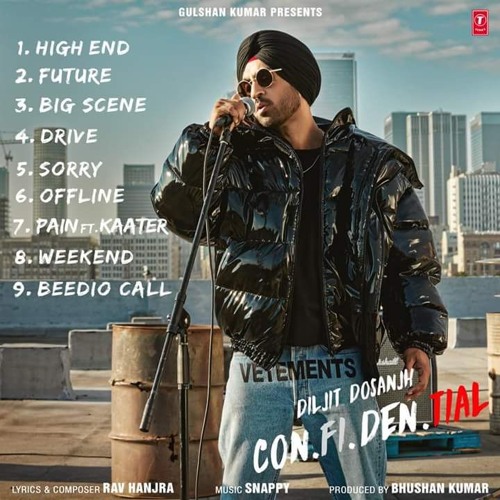 GULSHAN KUMAR PRESENTS
1. HIGH END
2. FUTURE
3. BIG SCENE
4. DRIVE
5. SORRY
6. OFFLINE
7. PAIN FT. KAATER
8. WEEKEND
9. BEEDIO CALL
VETEMENTS
Marshall
DILJIT DOSANJH
CON.FI.DEN.TIAL
LYRICS & COMPOSER RAV HANJRA
MUSIC SNAPPY
PRODUCED BY BHUSHAN KUMAR